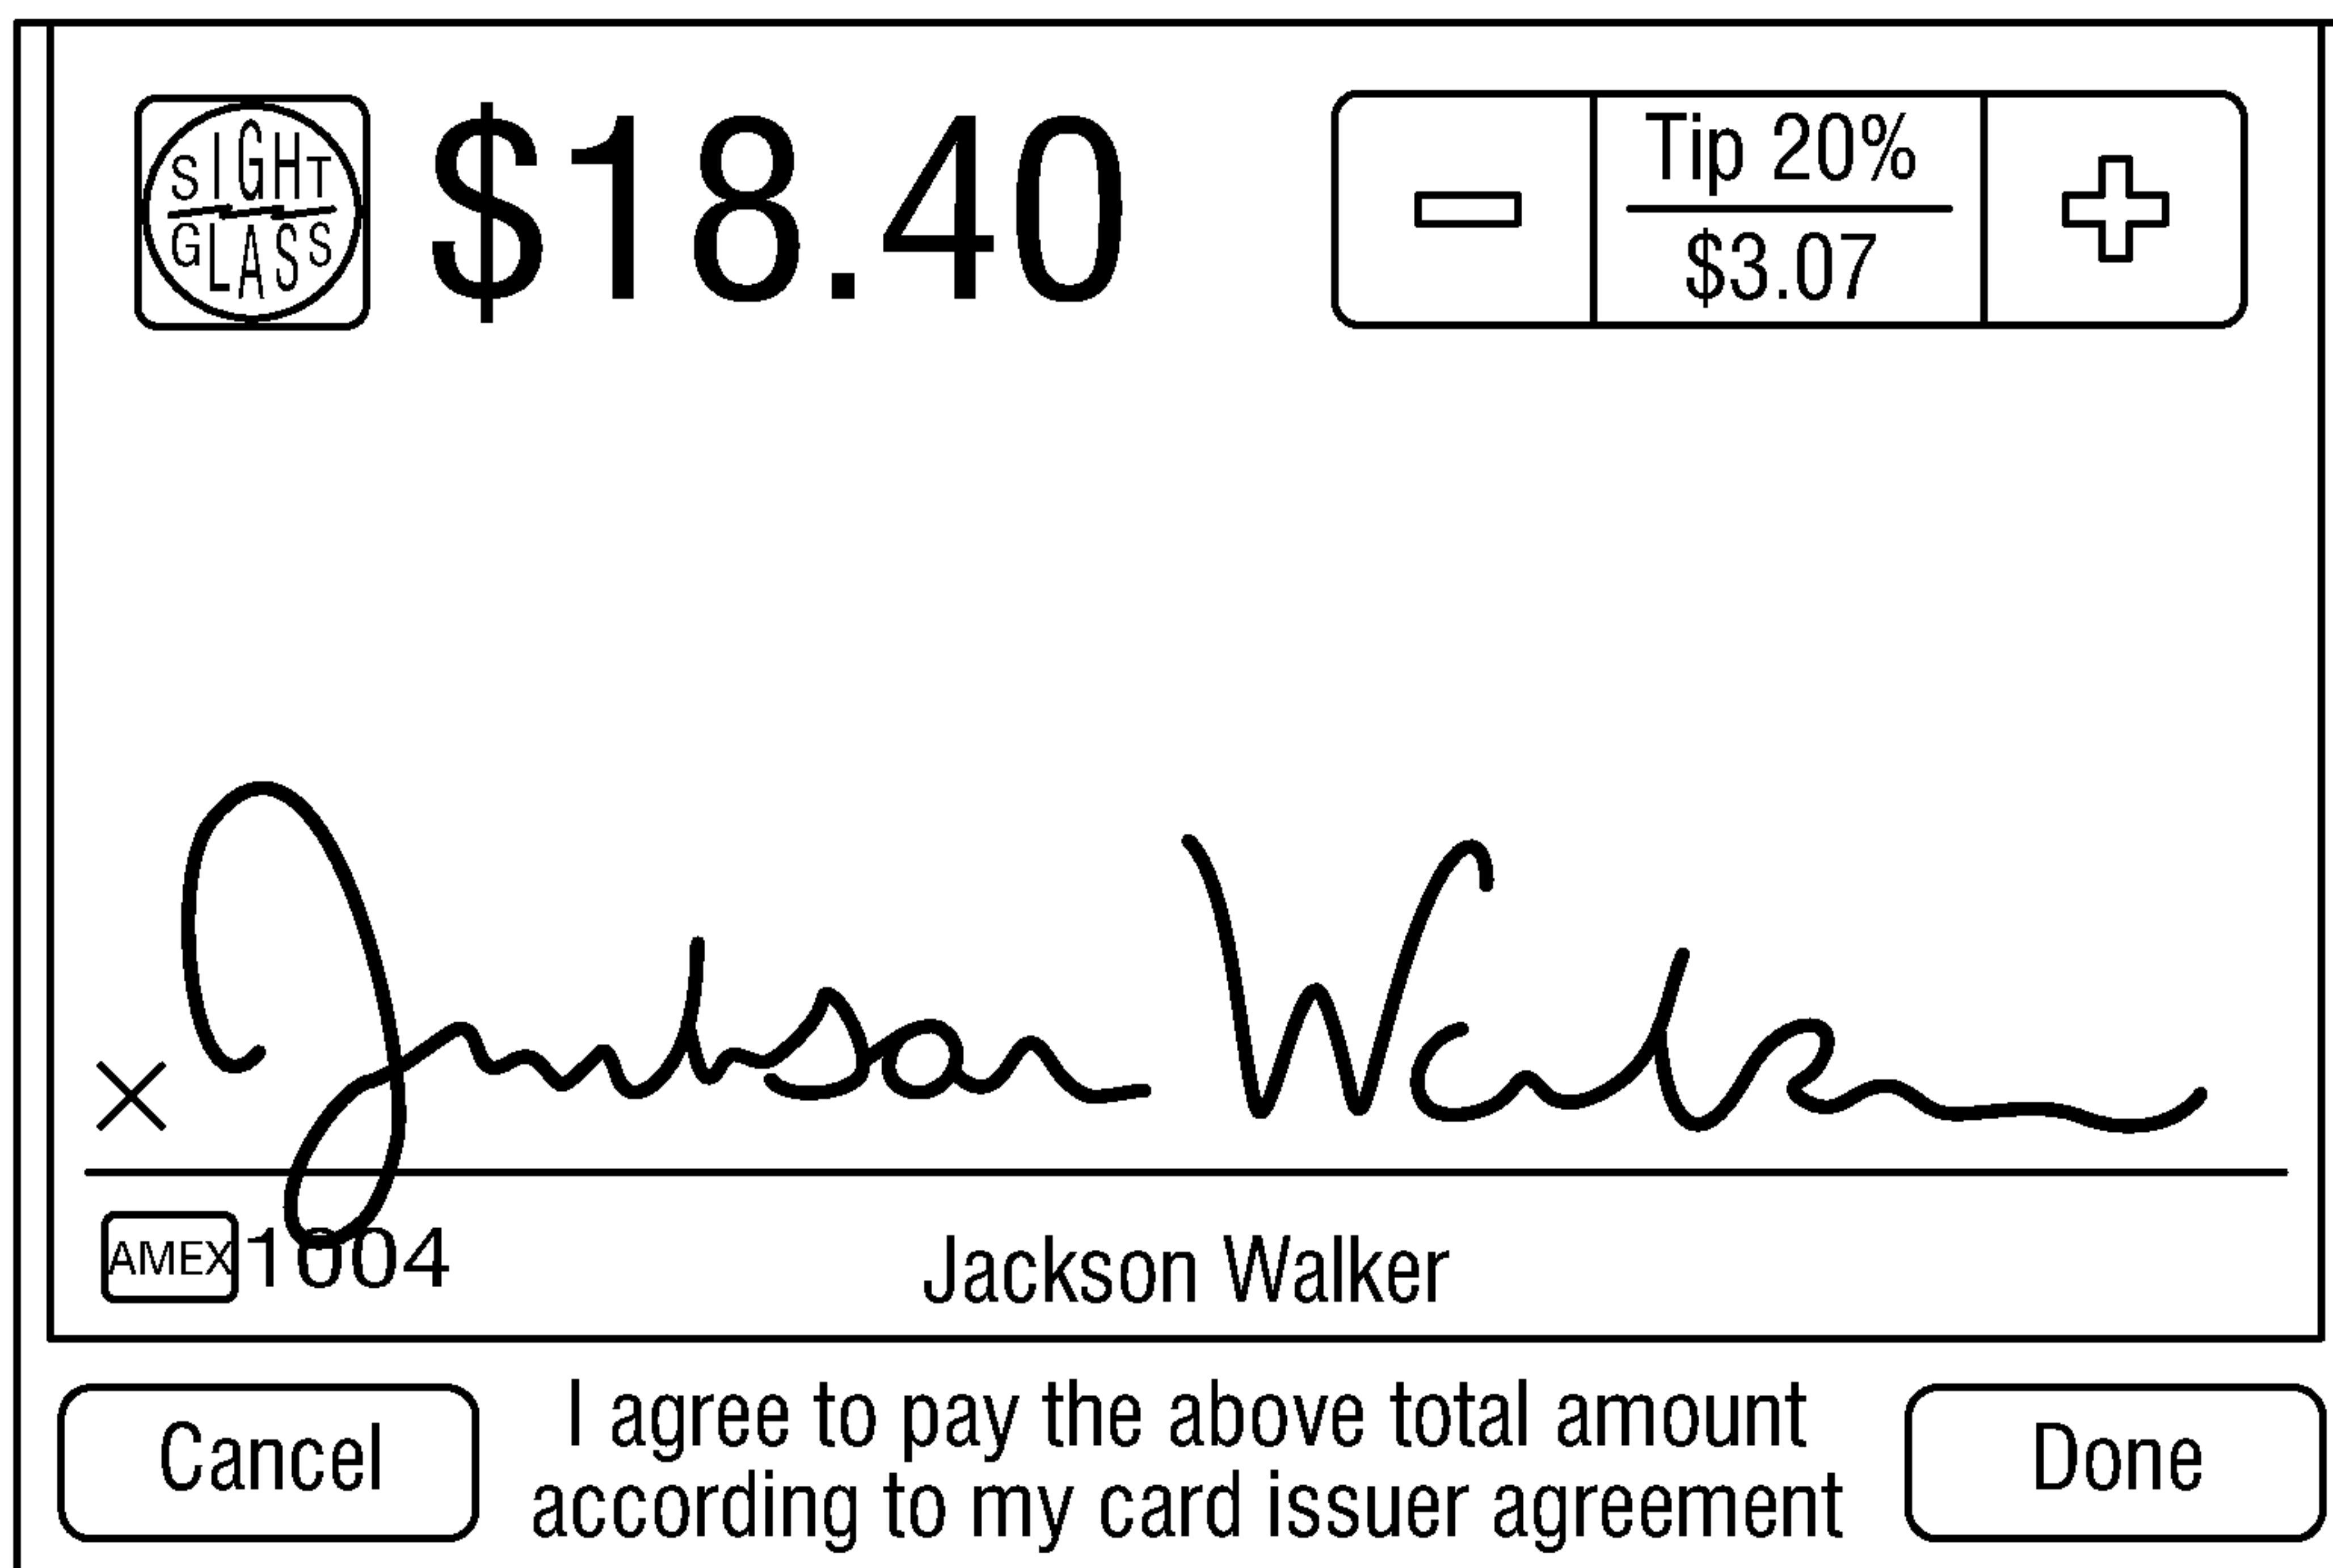 SIGHT
GLASS
$18.40
Tip 20%
$3.07
Jackson Walker
AMEX 1004
Jackson Walker
Cancel
I agree to pay the above total amount
according to my card issuer agreement
Done